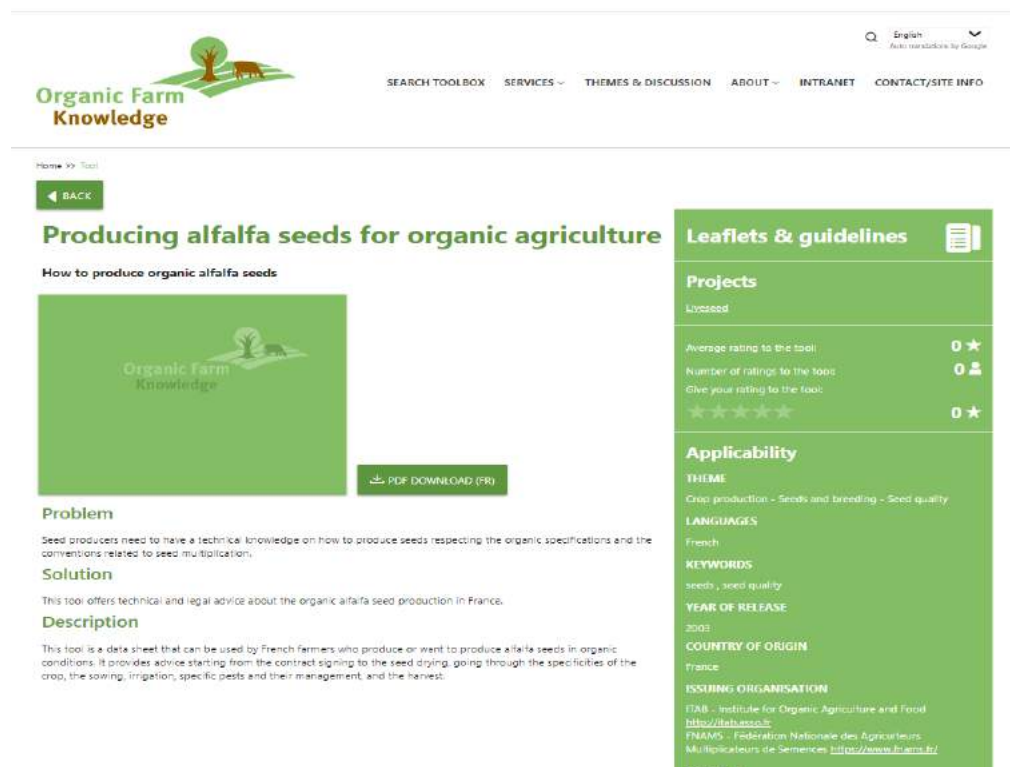 English
Auto translations by Google
Organic Farm
Knowledge
SEARCH TOOLBOX SERVICES THEMES & DISCUSSION ABOUT INTRANET CONTACT/SITE INFO
Home >> Tool
BACK
Producing alfalfa seeds for organic agriculture
How to produce organic alfalfa seeds
Organic Farm
Knowledge
PDF DOWNLOAD (FR)
Problem
Seed producers need to have a technical knowledge on how to produce seeds respecting the organic specifications and the
conventions related to seed multiplication.
Solution
This tool offers technical and legal advice about the organic alfalfa seed production in France.
Description
This tool is a data sheet that can be used by French farmers who produce or want to produce alfalfa seeds in organic
conditions. It provides advice starting from the contract signing to the seed drying, going through the specificities of the
crop, the sowing, irrigation, specific pests and their management, and the harvest.
Leaflets & guidelines
Projects
Liveseed
Average rating to the tool: 0
Number of ratings to the tool: 0
Give your rating to the tool:
0
Applicability
THEME
Crop production - Seeds and breeding - Seed quality
LANGUAGES
French
KEYWORDS
seeds , seed quality
YEAR OF RELEASE
2003
COUNTRY OF ORIGIN
France
ISSUING ORGANISATION
ITAB - Institute for Organic Agriculture and Food
http://itab.asso.fr
FNAMS - Fédération Nationale des Agriculteurs
Multiplicateurs de Semences https://www.fnams.fr/